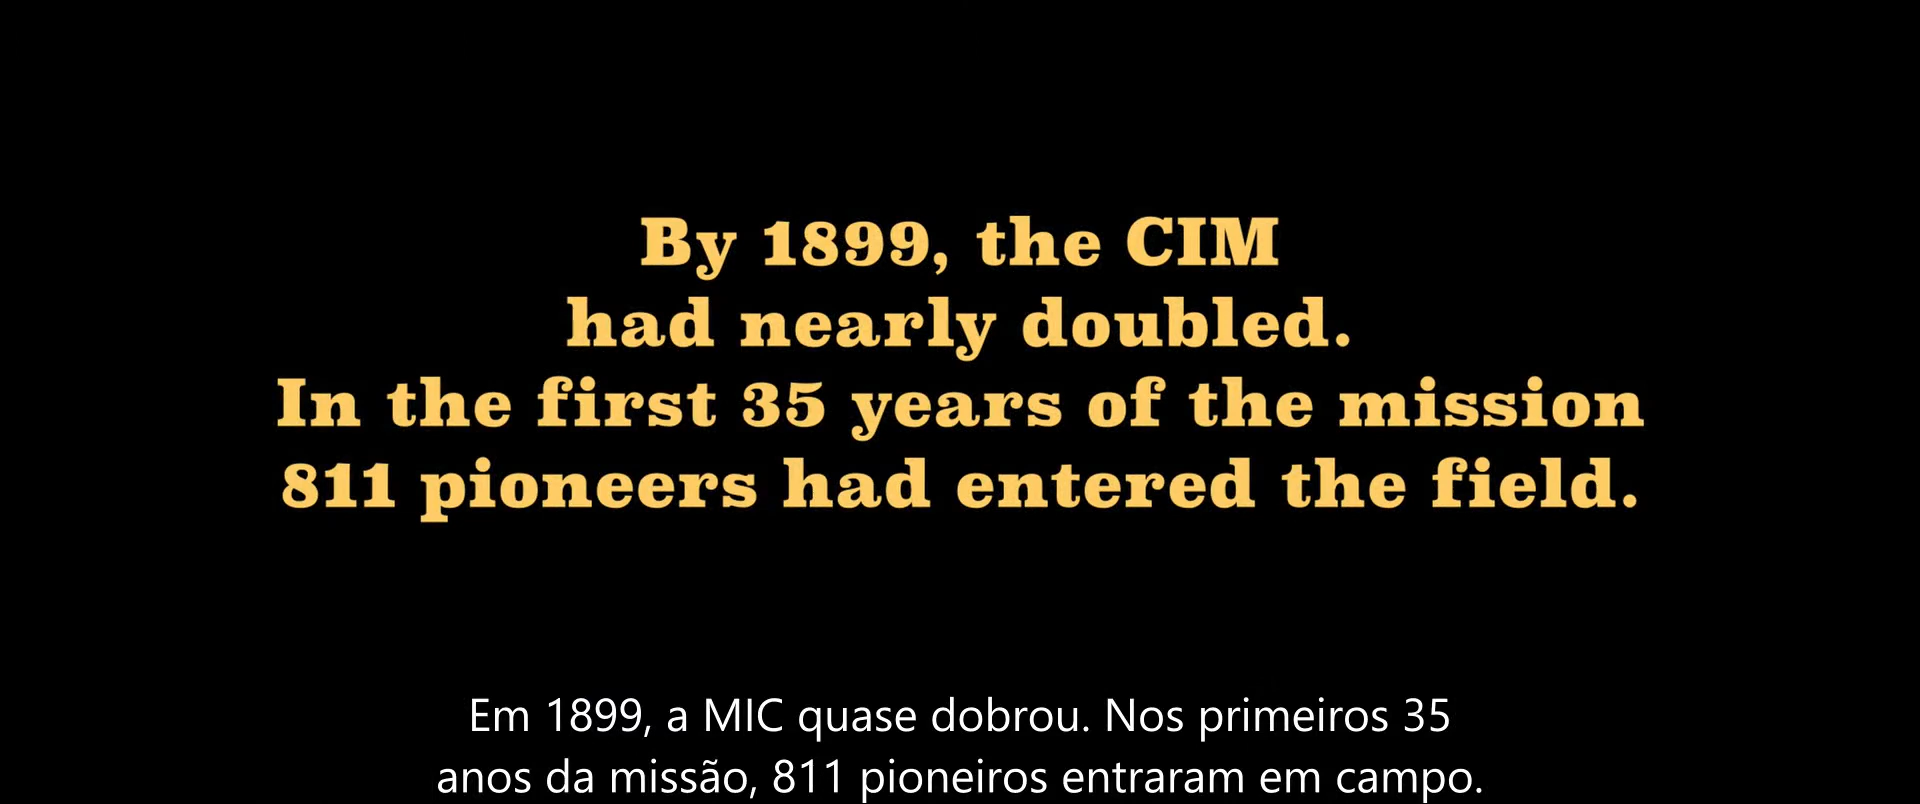 By 1899, the CIM
had nearly doubled.
In the first 35 years of the mission
811 pioneers had entered the field.
Em 1899, a MIC quase dobrou. Nos primeiros 35
anos da missão, 811 pioneiros entraram em campo.